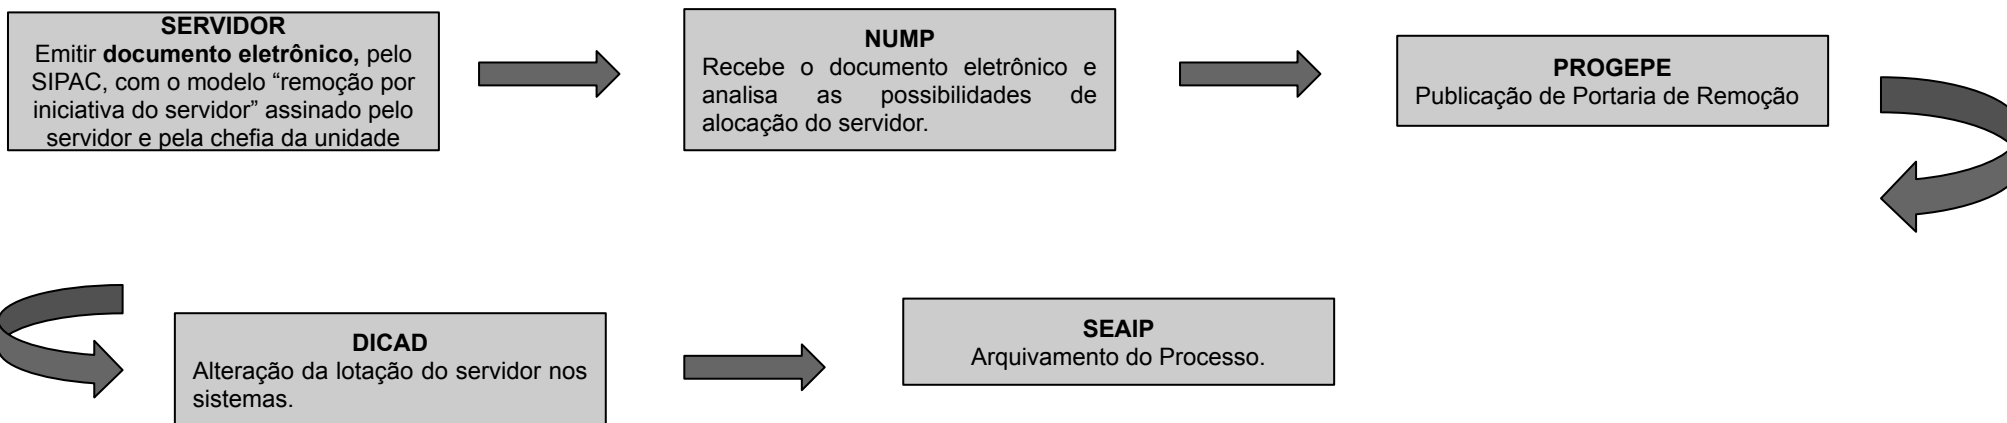 SERVIDOR
Emitir documento eletrônico, pelo
SIPAC, com o modelo “remoção por
iniciativa do servidor” assinado pelo
servidor e pela chefia da unidade
NUMP
Recebe o documento eletrônico e
analisa as possibilidades de
alocação do servidor.
PROGEPE
Publicação de Portaria de Remoção
DICAD
Alteração da lotação do servidor nos
sistemas.
SEAIP
Arquivamento do Processo.